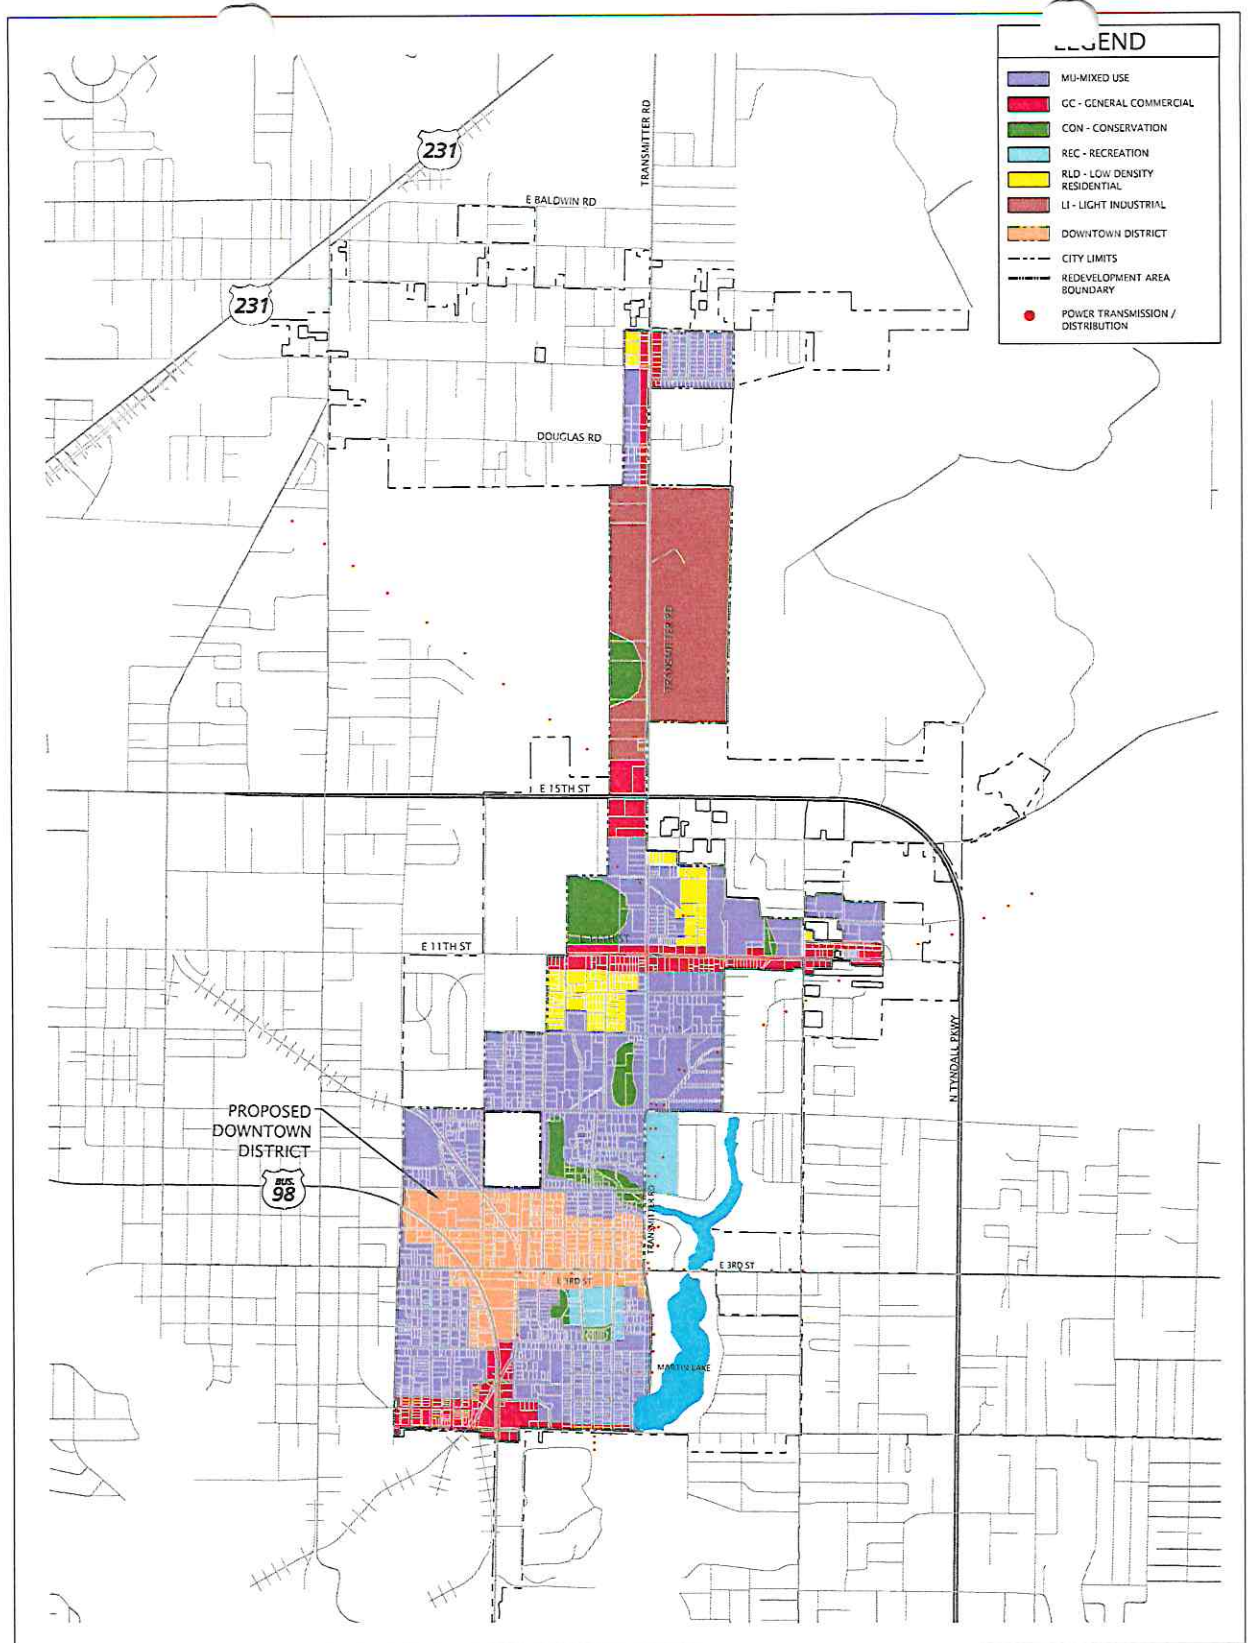 LEGEND
MU-MIXED USE
GC - GENERAL COMMERCIAL
CON - CONSERVATION
REC - RECREATION
RLD - LOW DENSITY
RESIDENTIAL
LI - LIGHT INDUSTRIAL
DOWNTOWN DISTRICT
CITY LIMITS
REDEVELOPMENT AREA
BOUNDARY
POWER TRANSMISSION /
DISTRIBUTION
TRANSMITTER RD
231
E BALDWIN RD
231
DOUGLAS RD
TRANSMITTER RD
E 15TH ST
E 11TH ST
N TYNDALL PKWY
PROPOSED
DOWNTOWN
DISTRICT
BUS.
98
TRANSMITTER RD
E 3RD ST
E 3RD ST
MARTIN LAKE